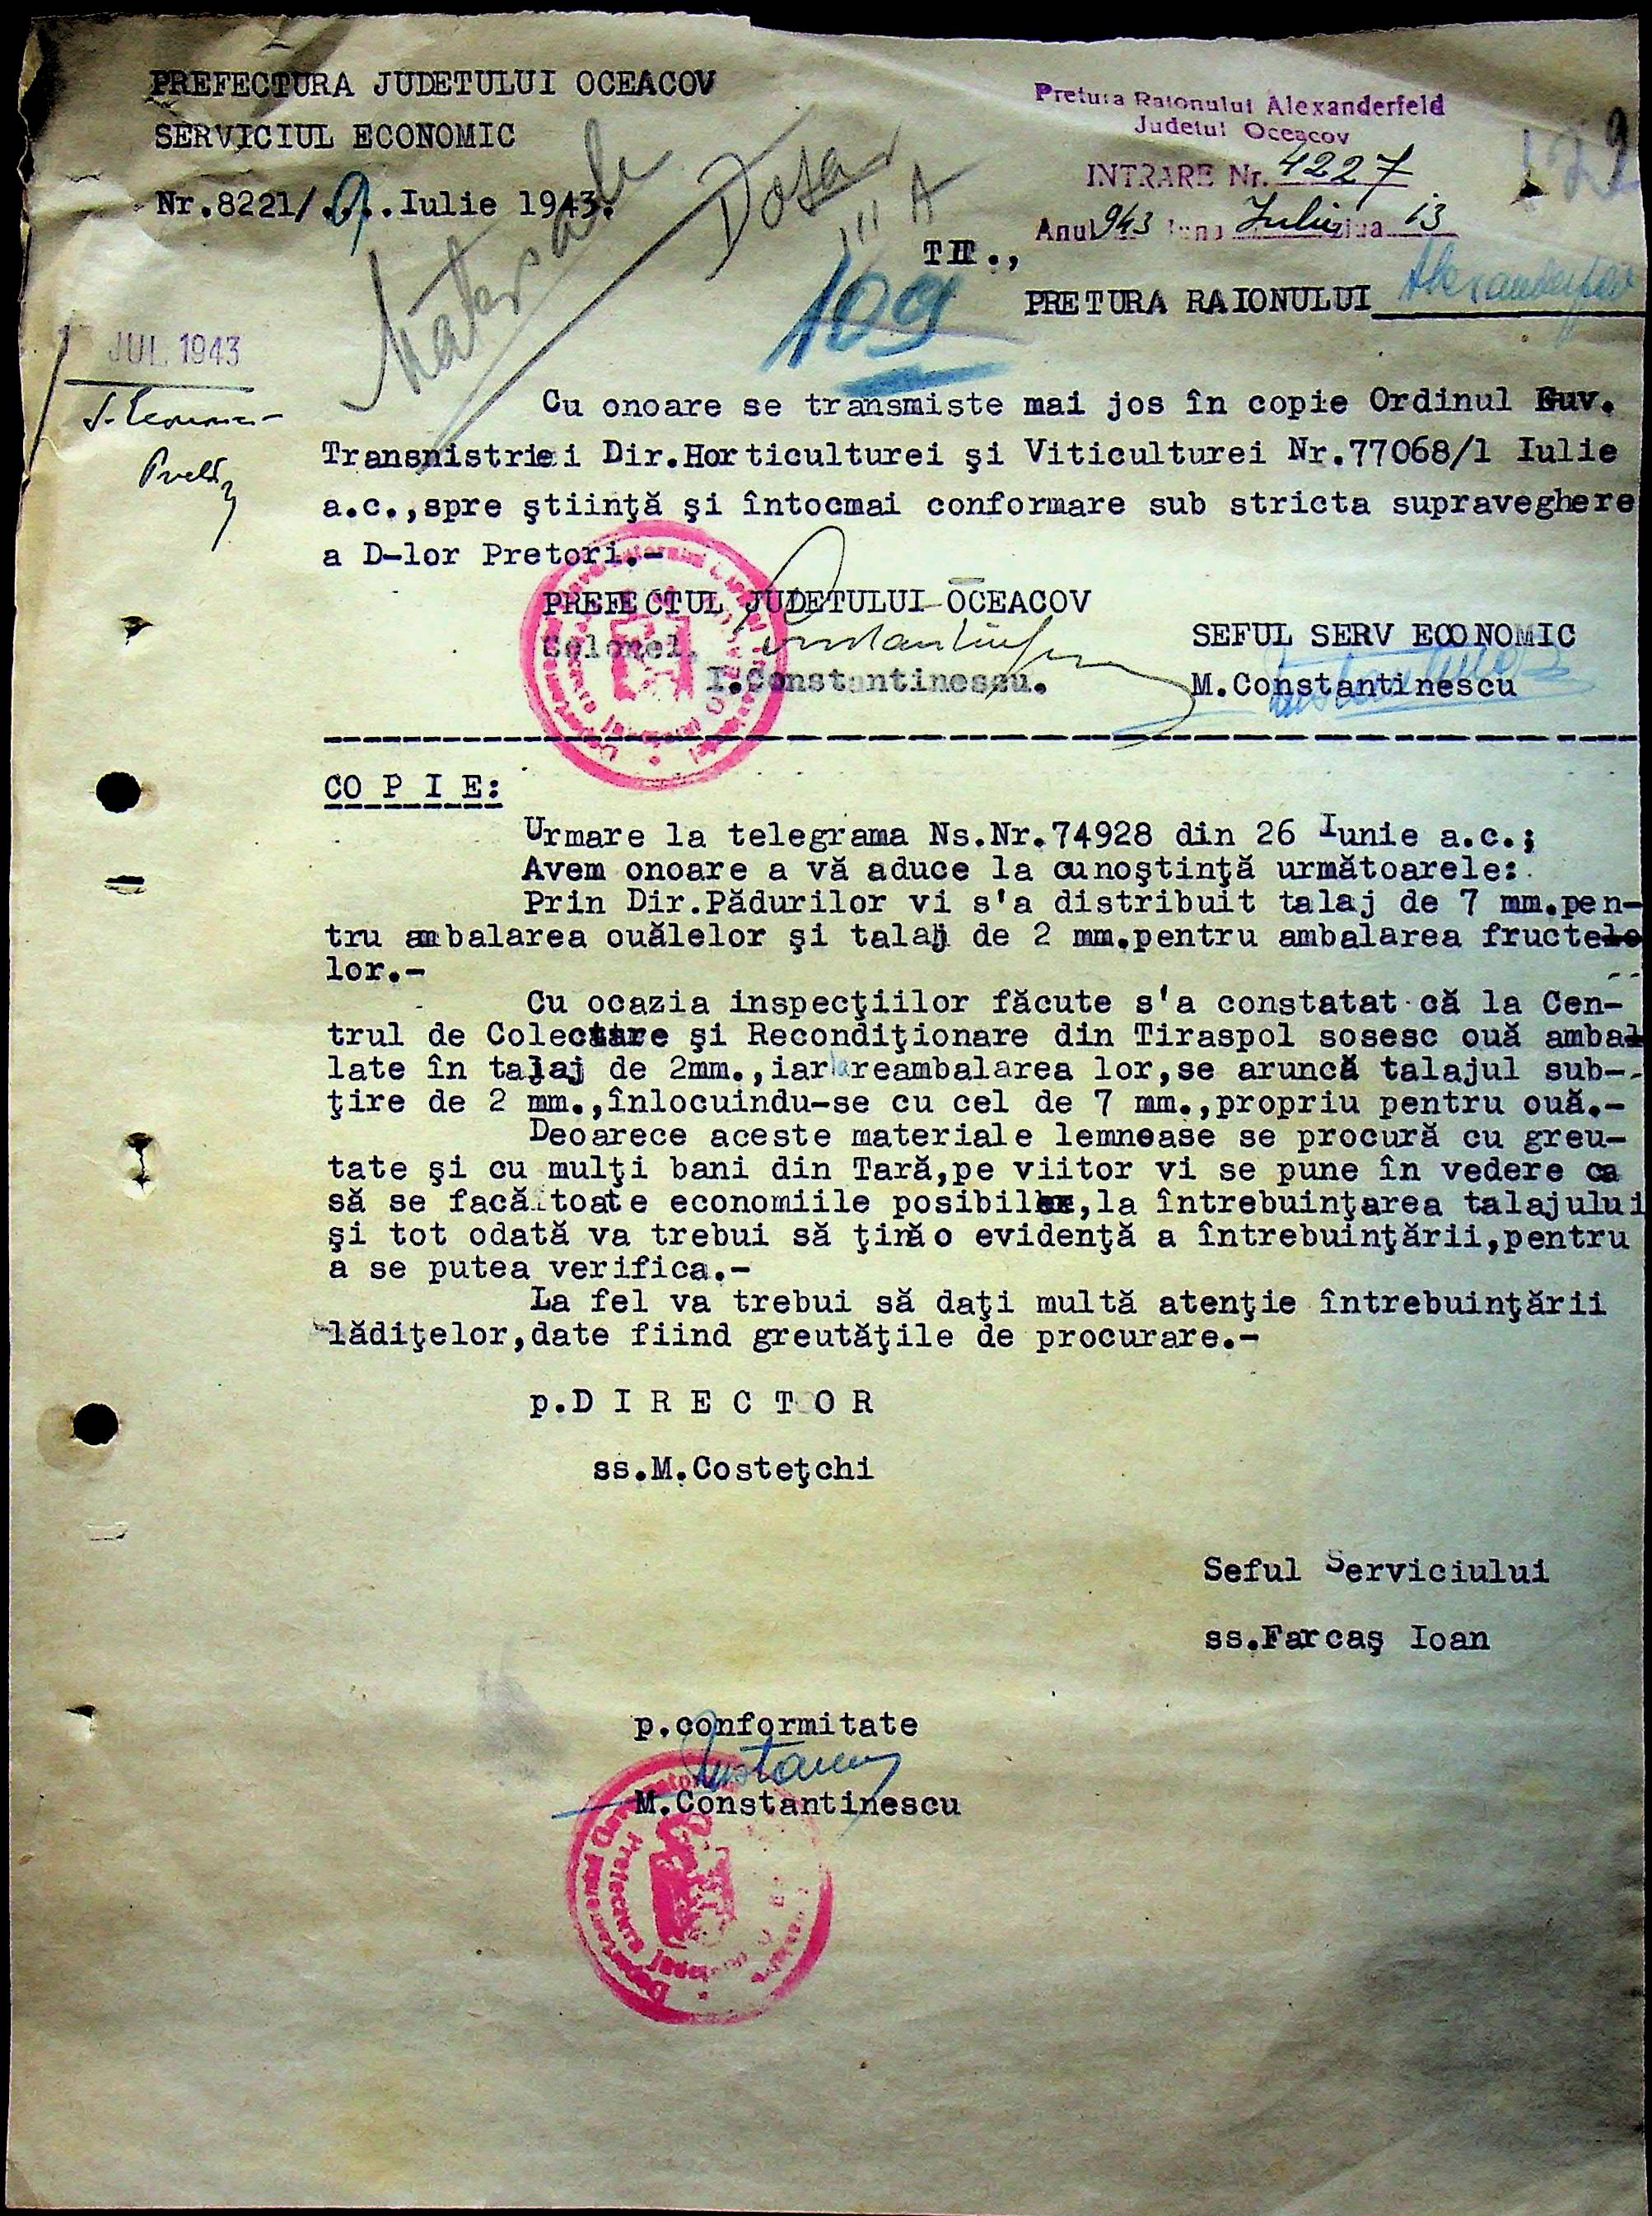 PREFECTURA JUDETULUI OCEACOV
SERVICIUL ECONOMIC
Nr.8221/.9..Iulie 1943.
Pretura Raionului Alexanderfeld
Judetul Oceacov
INTRARE Nr. 4227
Anul 943 luna Iulie ziua 13
Dosar
III A
109
PRETURA RAIONULUI Alexanderfeld
JUL. 1943
Cu onoare se transmiste mai jos în copie Ordinul Guv.
Transnistriei Dir.Horticulturei şi Viticulturei Nr.77068/1 Iulie
a.c.,spre ştiinţă şi întocmai conformare sub stricta supraveghere
a D-lor Pretori.-
PREFECTUL JUDETULUI OCEACOV
Colonel,
I.Constantinescu.
SEFUL SERV ECONOMIC
M.Constantinescu
CO P I E:
Urmare la telegrama Ns.Nr.74928 din 26 Iunie a.c.;
Avem onoare a vă aduce la cunoştinţă următoarele:
Prin Dir.Pădurilor vi s'a distribuit talaj de 7 mm.pen-
tru ambalarea ouălelor şi talaj de 2 mm.pentru ambalarea fructele
lor.-
Cu ocazia inspecţiilor făcute s'a constatat că la Cen-
trul de Colectare şi Recondiţionare din Tiraspol sosesc ouă ambal
late în talaj de 2mm.,iar reambalarea lor,se aruncă talajul sub-
ţire de 2 mm.,înlocuindu-se cu cel de 7 mm.,propriu pentru ouă.-
Deoarece aceste materiale lemnoase se procură cu greu-
tate şi cu mulţi bani din Tară,pe viitor vi se pune în vedere ca
să se facă toate economiile posibile,la întrebuinţarea talajului
şi tot odată va trebui să ţină o evidenţă a întrebuinţării,pentru
a se putea verifica.-
La fel va trebui să daţi multă atenţie întrebuinţării
lădiţelor,date fiind greutăţile de procurare.-
p.D I R E C T O R
ss.M.Costeţchi
Seful Serviciului
ss.Farcaş Ioan
p.conformitate
M.Constantinescu